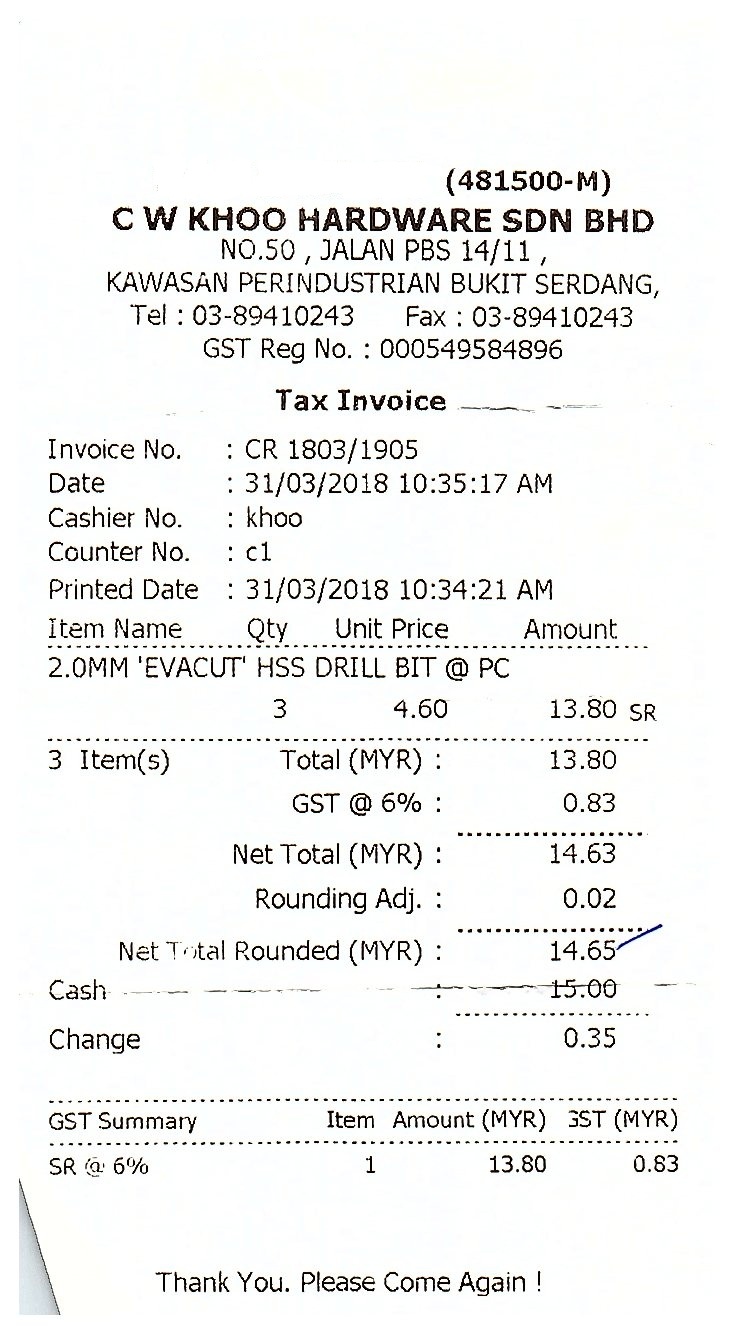 (481500-M)
C W KHOO HARDWARE SDN BHD
NO.50 , JALAN PBS 14/11 ,
KAWASAN PERINDUSTRIAN BUKIT SERDANG,
Tel : 03-89410243 Fax : 03-89410243
GST Reg No. : 000549584896
Tax Invoice
Invoice No. : CR 1803/1905
Date : 31/03/2018 10:35:17 AM
Cashier No. : khoo
Counter No. : c1
Printed Date : 31/03/2018 10:34:21 AM
Item Name Qty Unit Price Amount
2.0MM 'EVACUT' HSS DRILL BIT @ PC
3 4.60 13.80 SR
3 Item(s) Total (MYR) : 13.80
GST @ 6% : 0.83
Net Total (MYR) : 14.63
Rounding Adj. : 0.02
Net Total Rounded (MYR) : 14.65
Cash : 15.00
Change : 0.35
GST Summary Item Amount (MYR) GST (MYR)
SR @ 6% 1 13.80 0.83
Thank You. Please Come Again !